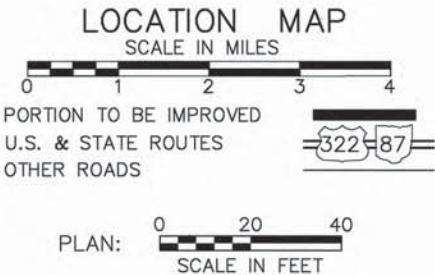 LOCATION MAP
SCALE IN MILES
0 1 2 3 4
PORTION TO BE IMPROVED
U.S. & STATE ROUTES 322 87
OTHER ROADS
0 20 40
PLAN:
SCALE IN FEET